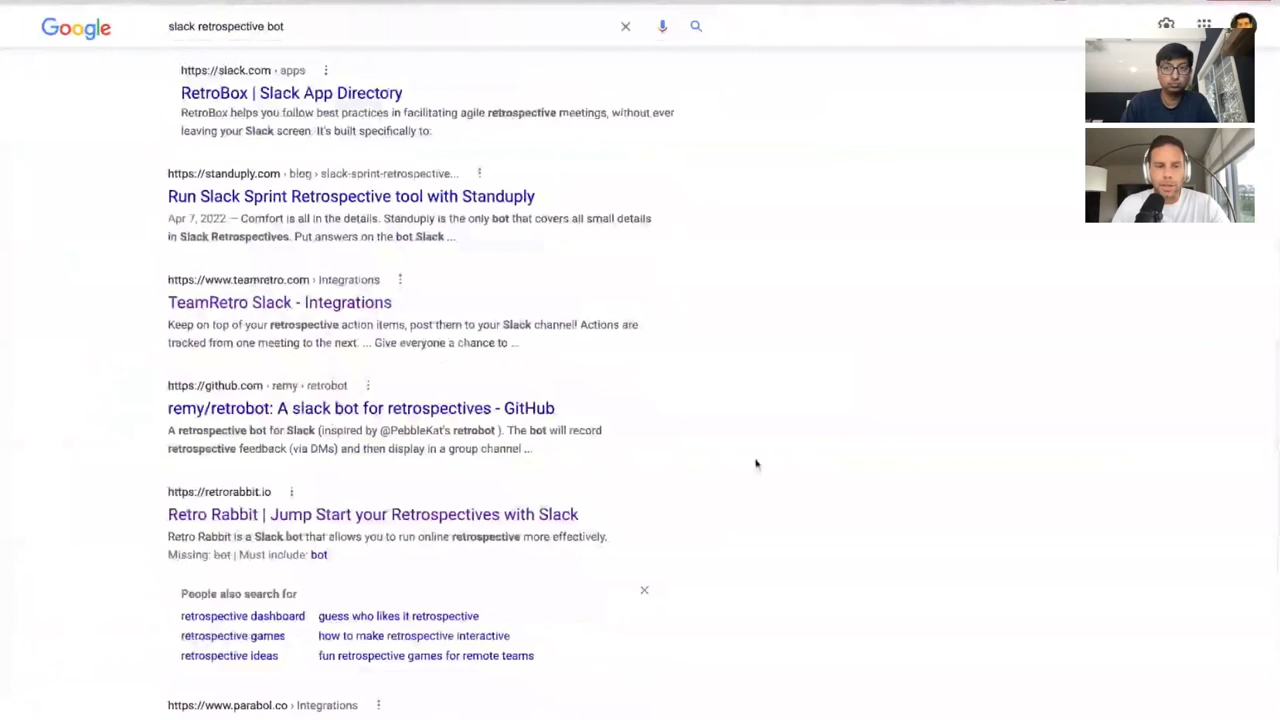 Google
slack retrospective bot
https://slack.com › apps
RetroBox | Slack App Directory
RetroBox helps you follow best practices in facilitating agile retrospective meetings, without ever
leaving your Slack screen. It's built specifically to:
https://standuply.com › blog › slack-sprint-retrospective...
Run Slack Sprint Retrospective tool with Standuply
Apr 7, 2022 — Comfort is all in the details. Standuply is the only bot that covers all small details
in Slack Retrospectives. Put answers on the bot Slack ...
https://www.teamretro.com › Integrations
TeamRetro Slack - Integrations
Keep on top of your retrospective action items, post them to your Slack channel! Actions are
tracked from one meeting to the next. ... Give everyone a chance to ...
https://github.com › remy › retrobot
remy/retrobot: A slack bot for retrospectives - GitHub
A retrospective bot for Slack (inspired by @PebbleKat's retrobot ). The bot will record
retrospective feedback (via DMs) and then display in a group channel ...
https://retrorabbit.io
Retro Rabbit | Jump Start your Retrospectives with Slack
Retro Rabbit is a Slack bot that allows you to run online retrospective more effectively.
Missing: bot | Must include: bot
People also search for
retrospective dashboard guess who likes it retrospective
retrospective games how to make retrospective interactive
retrospective ideas fun retrospective games for remote teams
https://www.parabol.co › Integrations